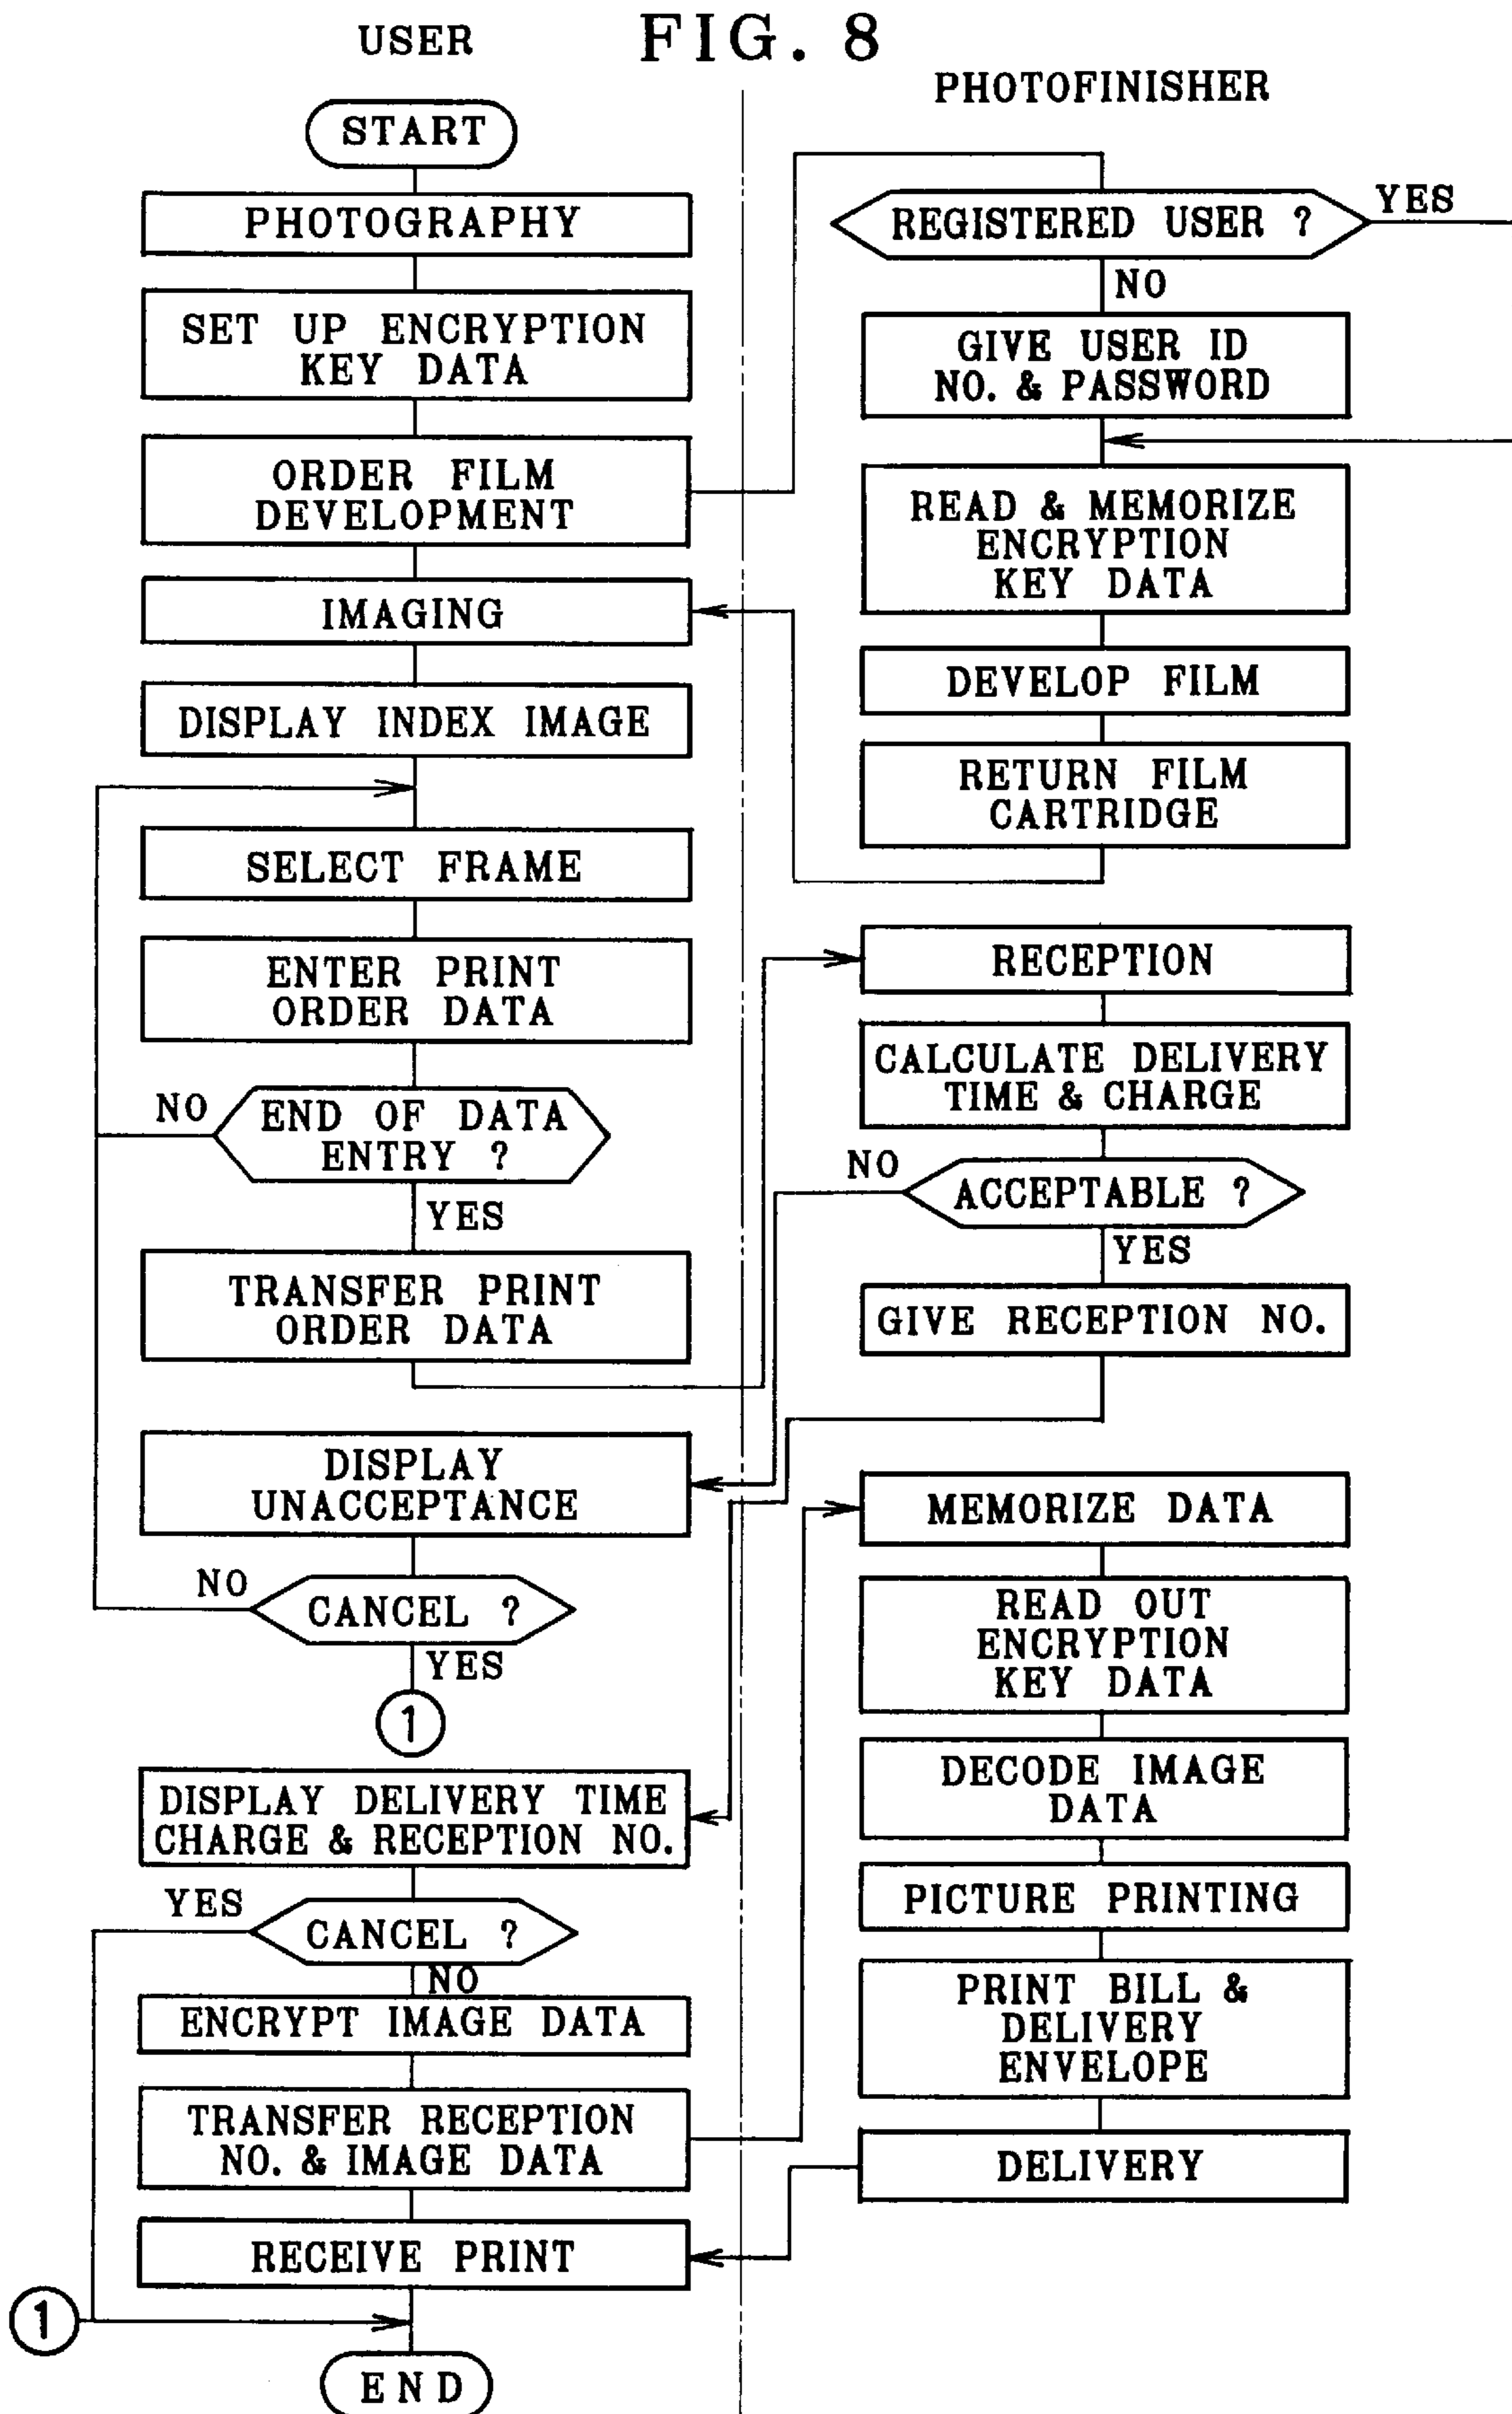 FIG. 8
USER
START
PHOTOGRAPHY
SET UP ENCRYPTION
KEY DATA
ORDER FILM
DEVELOPMENT
IMAGING
DISPLAY INDEX IMAGE
SELECT FRAME
ENTER PRINT
ORDER DATA
NO
END OF DATA
ENTRY ?
YES
TRANSFER PRINT
ORDER DATA
DISPLAY
UNACCEPTANCE
NO
CANCEL ?
YES
1
DISPLAY DELIVERY TIME
CHARGE & RECEPTION NO.
YES
CANCEL ?
NO
ENCRYPT IMAGE DATA
TRANSFER RECEPTION
NO. & IMAGE DATA
RECEIVE PRINT
1
END
PHOTOFINISHER
REGISTERED USER ?
YES
NO
GIVE USER ID
NO. & PASSWORD
READ & MEMORIZE
ENCRYPTION
KEY DATA
DEVELOP FILM
RETURN FILM
CARTRIDGE
RECEPTION
CALCULATE DELIVERY
TIME & CHARGE
NO
ACCEPTABLE ?
YES
GIVE RECEPTION NO.
MEMORIZE DATA
READ OUT
ENCRYPTION
KEY DATA
DECODE IMAGE
DATA
PICTURE PRINTING
PRINT BILL &
DELIVERY
ENVELOPE
DELIVERY